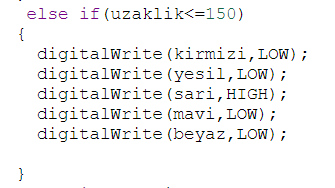 else if(uzaklik<=150)
{
digitalWrite(kirmizi,LOW);
digitalWrite(yesil,LOW);
digitalWrite(sari,HIGH);
digitalWrite(mavi,LOW);
digitalWrite(beyaz,LOW);
}